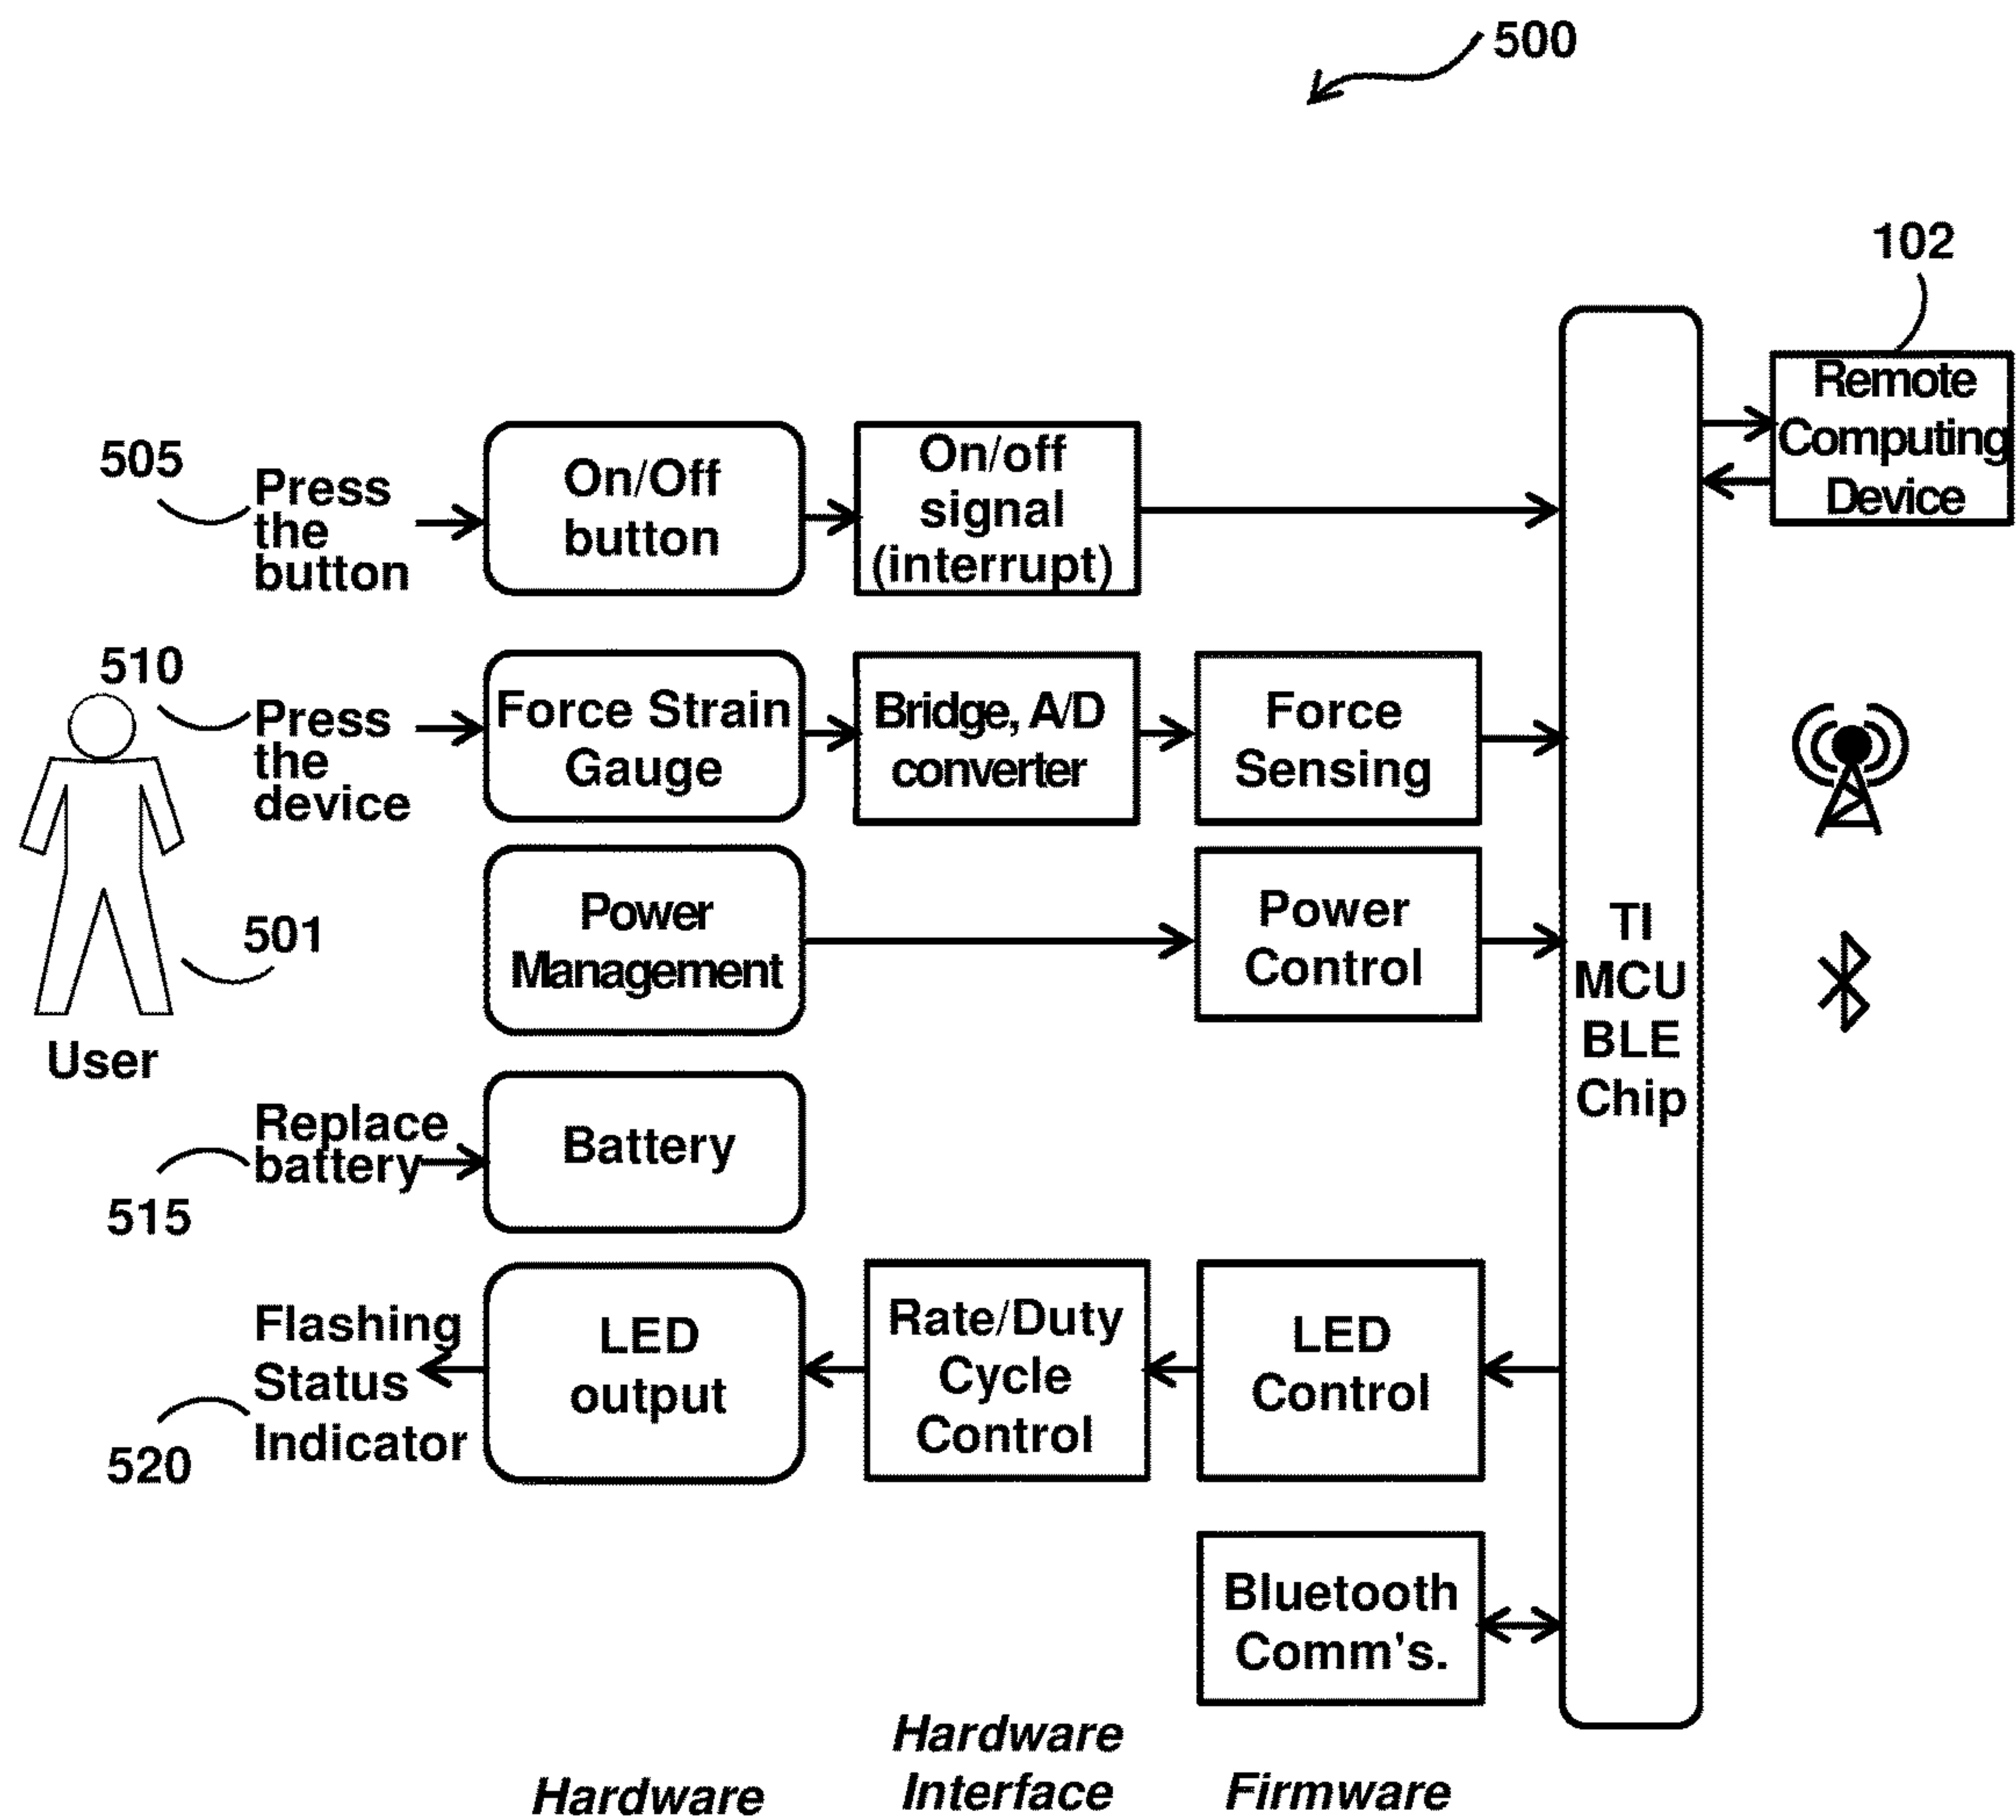 500
102
Remote
Computing
Device
505
Press
the
button
On/Off
button
On/off
signal
(interrupt)
510
Press
the
device
Force Strain
Gauge
Bridge, A/D
converter
Force
Sensing
501
User
Power
Management
Power
Control
TI
MCU
BLE
Chip
Replace
battery
515
Battery
Flashing
Status
Indicator
520
LED
output
Rate/Duty
Cycle
Control
LED
Control
Bluetooth
Comm's.
Hardware
Hardware
Interface
Firmware